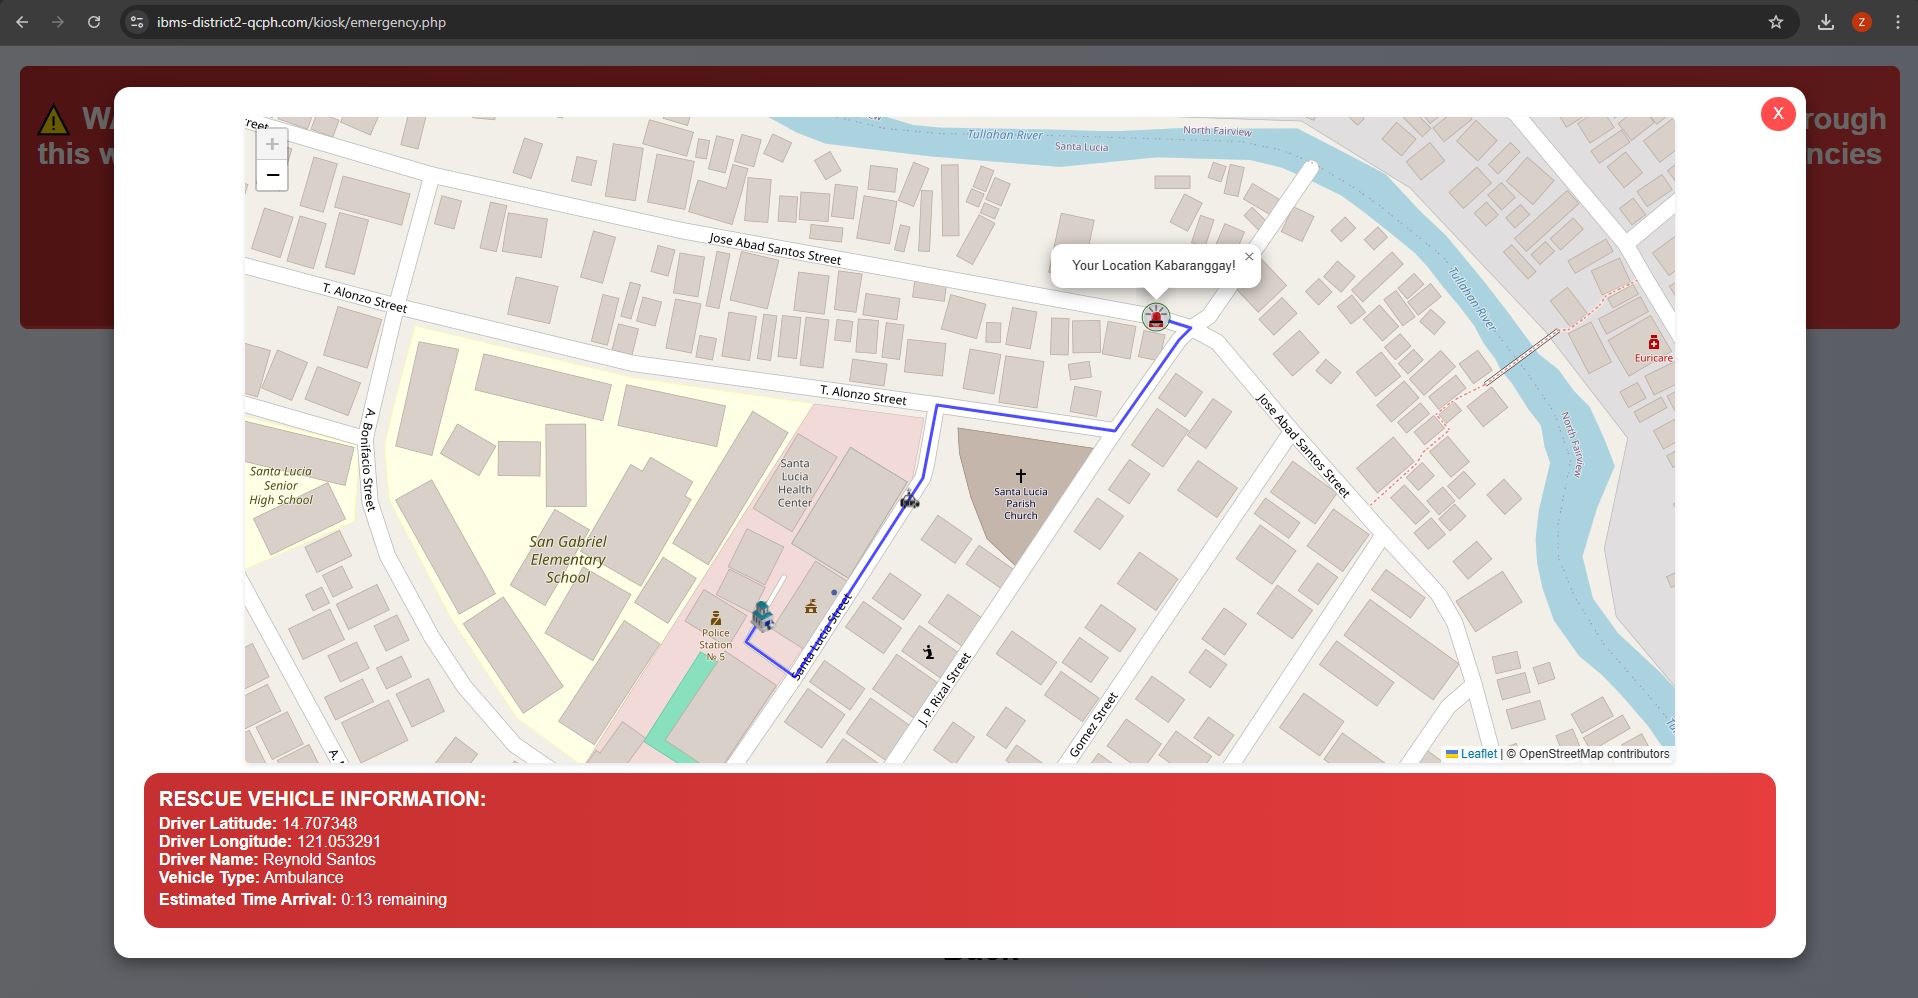 ibms-district2-qcph.com/kiosk/emergency.php
Z
WA
rough
this w
ncies
X
+
−
reet
Tullahan River
North Fairview
Santa Lucia
Jose Abad Santos Street
Your Location Kabaranggay!
×
T. Alonzo Street
Tullahan River
Euricare
T. Alonzo Street
A. Bonifacio Street
Jose Abad Santos Street
North Fairview
Santa Lucia
Senior
High School
Santa
Lucia
Health
Center
Santa Lucia
Parish
Church
San Gabriel
Elementary
School
Police
Station
№ 5
Santa Lucia Street
J. P. Rizal Street
Gomez Street
Leaflet | © OpenStreetMap contributors
RESCUE VEHICLE INFORMATION:
Driver Latitude: 14.707348
Driver Longitude: 121.053291
Driver Name: Reynold Santos
Vehicle Type: Ambulance
Estimated Time Arrival: 0:13 remaining
Back